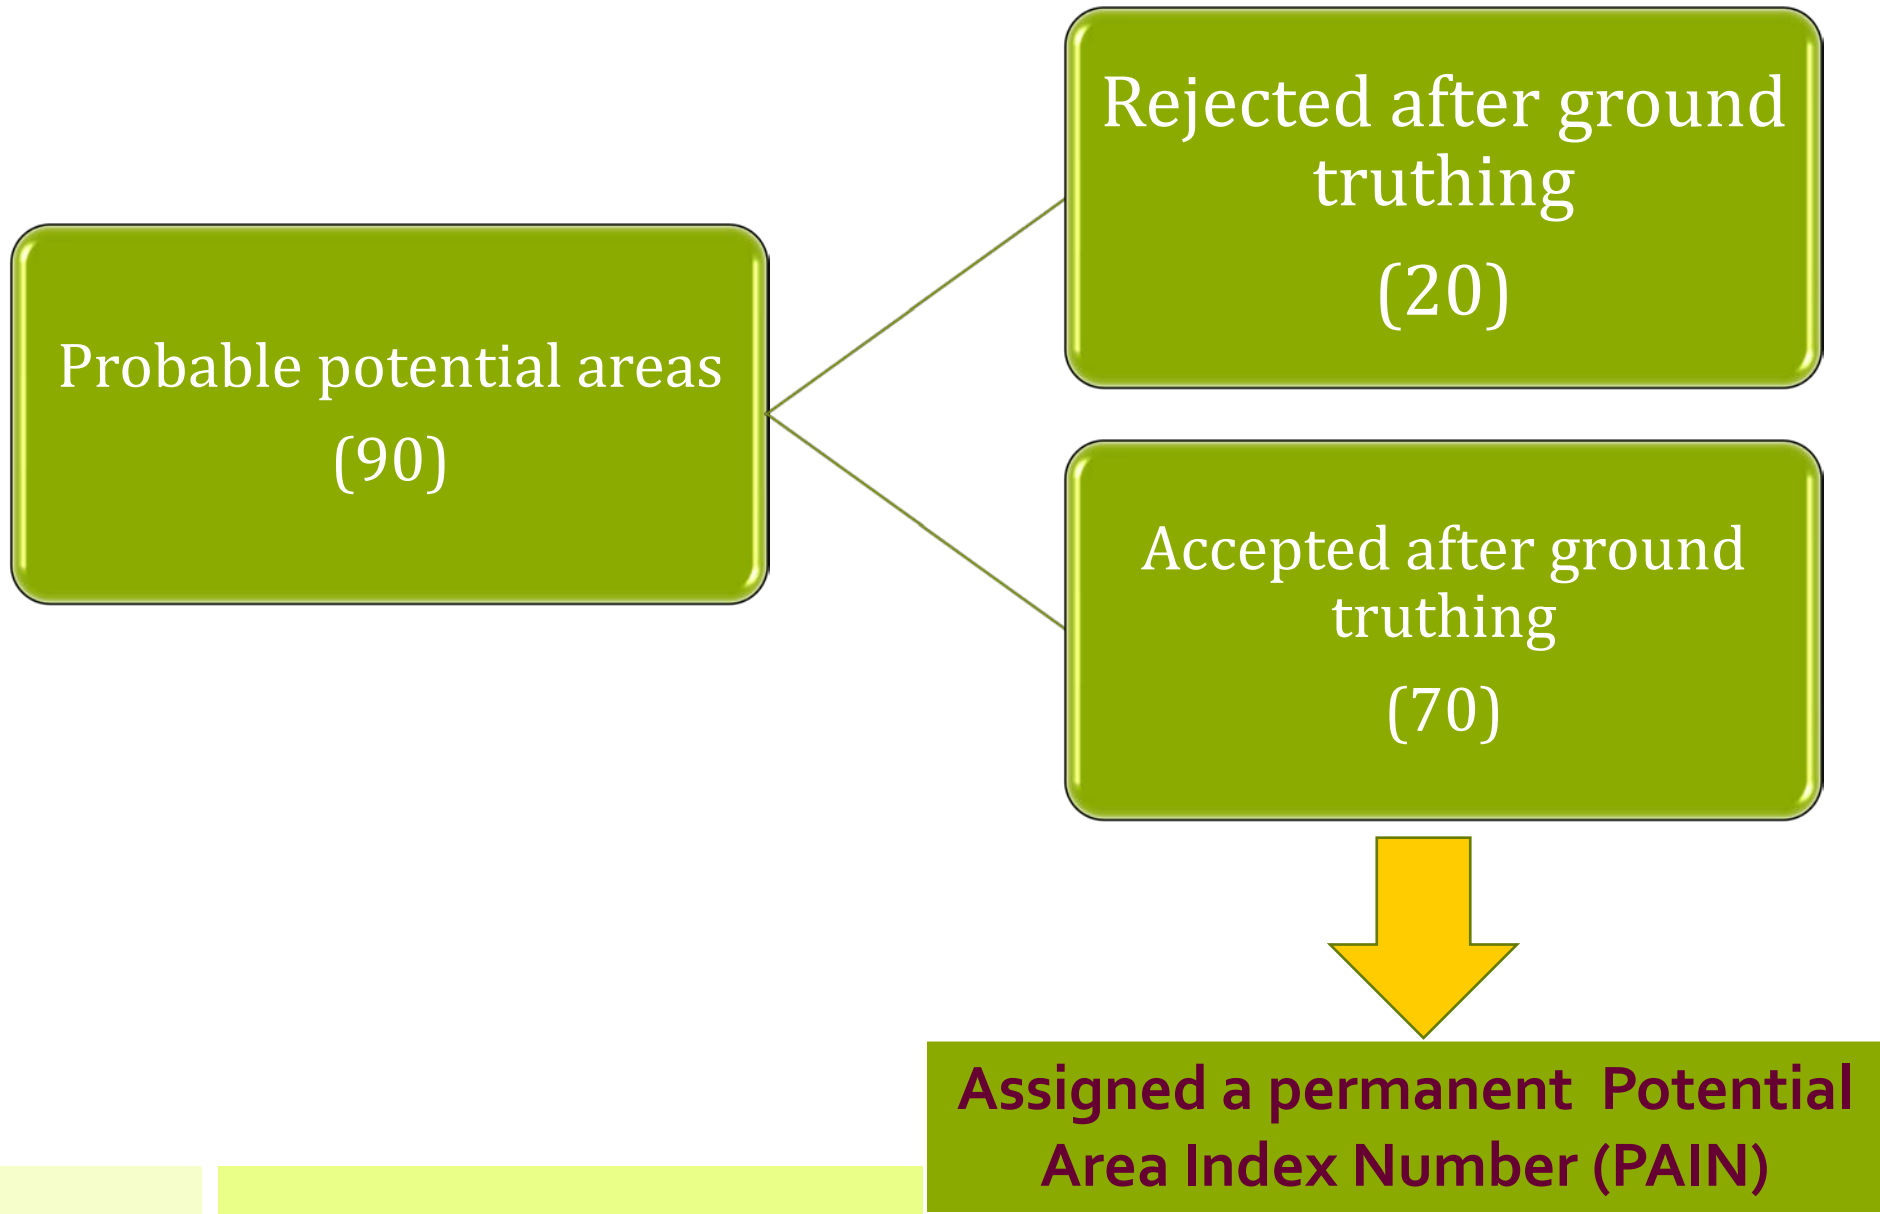 Probable potential areas
(90)
Rejected after ground
truthing
(20)
Accepted after ground
truthing
(70)
Assigned a permanent Potential
Area Index Number (PAIN)